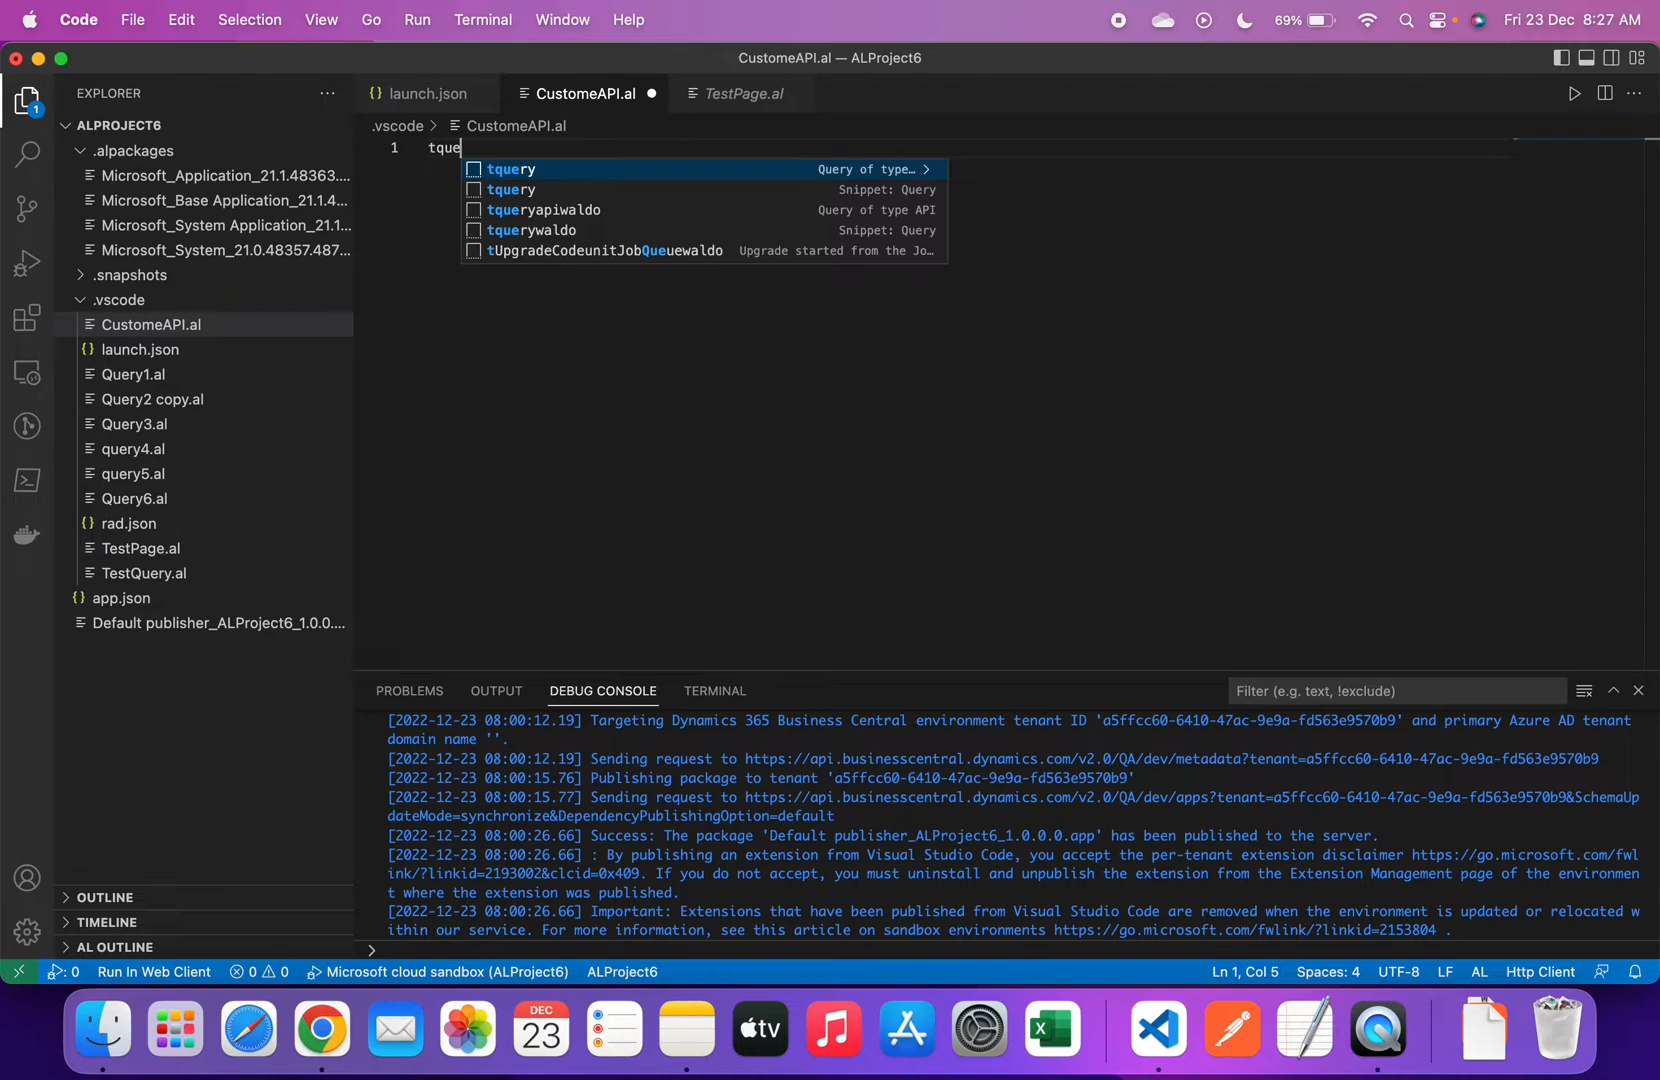 Code File Edit Selection View Go Run Terminal Window Help 69% Fri 23 Dec 8:27 AM
CustomeAPI.al — ALProject6
EXPLORER
launch.json CustomeAPI.al TestPage.al
ALPROJECT6
.vscode > CustomeAPI.al
.alpackages
1 tque
Microsoft_Application_21.1.48363....
tquery Query of type… >
Microsoft_Base Application_21.1.4...
tquery Snippet: Query
tqueryapiwaldo Query of type API
Microsoft_System Application_21.1...
tquerywaldo Snippet: Query
Microsoft_System_21.0.48357.487...
tUpgradeCodeunitJobQueuewaldo Upgrade started from the Jo…
.snapshots
.vscode
CustomeAPI.al
launch.json
Query1.al
Query2 copy.al
Query3.al
query4.al
query5.al
Query6.al
rad.json
TestPage.al
TestQuery.al
app.json
Default publisher_ALProject6_1.0.0....
PROBLEMS OUTPUT DEBUG CONSOLE TERMINAL Filter (e.g. text, !exclude)
[2022-12-23 08:00:12.19] Targeting Dynamics 365 Business Central environment tenant ID 'a5ffcc60-6410-47ac-9e9a-fd563e9570b9' and primary Azure AD tenant
domain name ''.
[2022-12-23 08:00:12.19] Sending request to https://api.businesscentral.dynamics.com/v2.0/QA/dev/metadata?tenant=a5ffcc60-6410-47ac-9e9a-fd563e9570b9
[2022-12-23 08:00:15.76] Publishing package to tenant 'a5ffcc60-6410-47ac-9e9a-fd563e9570b9'
[2022-12-23 08:00:15.77] Sending request to https://api.businesscentral.dynamics.com/v2.0/QA/dev/apps?tenant=a5ffcc60-6410-47ac-9e9a-fd563e9570b9&SchemaUp
dateMode=synchronize&DependencyPublishingOption=default
[2022-12-23 08:00:26.66] Success: The package 'Default publisher_ALProject6_1.0.0.0.app' has been published to the server.
[2022-12-23 08:00:26.66] : By publishing an extension from Visual Studio Code, you accept the per-tenant extension disclaimer https://go.microsoft.com/fwl
ink/?linkid=2193002&clcid=0x409. If you do not accept, you must uninstall and unpublish the extension from the Extension Management page of the environmen
t where the extension was published.
[2022-12-23 08:00:26.66] Important: Extensions that have been published from Visual Studio Code are removed when the environment is updated or relocated w
ithin our service. For more information, see this article on sandbox environments https://go.microsoft.com/fwlink/?linkid=2153804 .
OUTLINE
TIMELINE
AL OUTLINE
0 Run In Web Client 0 0 Microsoft cloud sandbox (ALProject6) ALProject6 Ln 1, Col 5 Spaces: 4 UTF-8 LF AL Http Client
DEC
23
tv